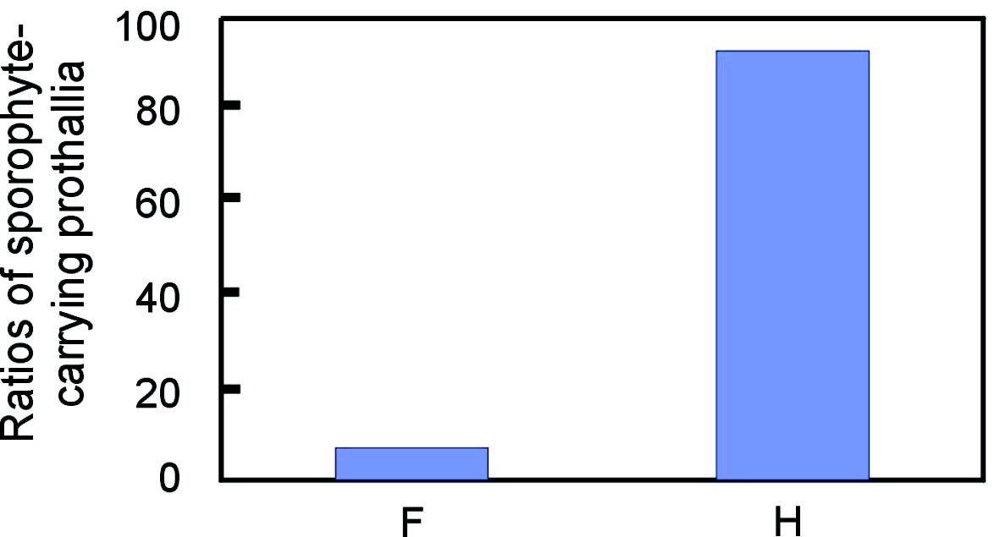 Ratios of sporophyte-
carrying prothallia
100
80
60
40
20
0
F
H